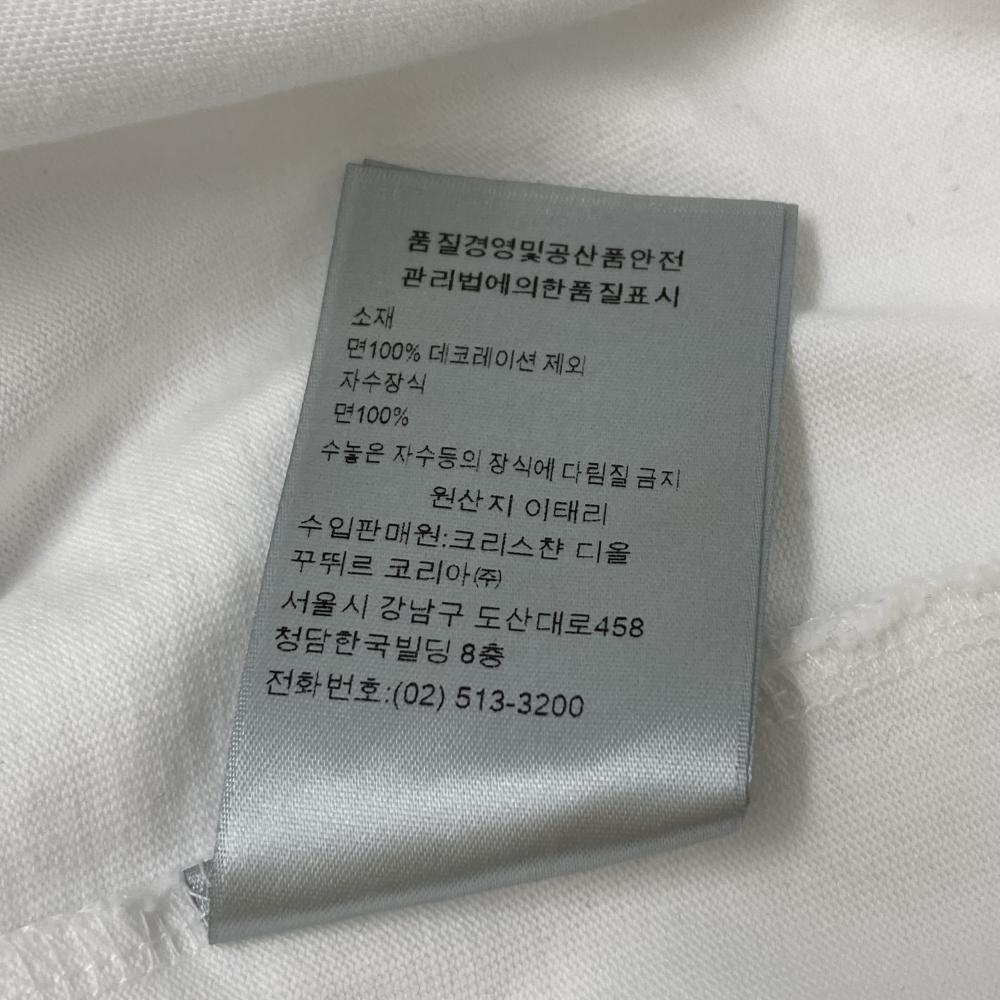 품질경영및공산품안전
관리법에의한품질표시
소재
면100% 데코레이션 제외
자수장식
면100%
수놓은 자수등의 장식에 다림질 금지
원산지 이태리
수입판매원:크리스챤 디올
꾸뛰르 코리아㈜
서울시 강남구 도산대로458
청담한국빌딩 8층
전화번호:(02) 513-3200